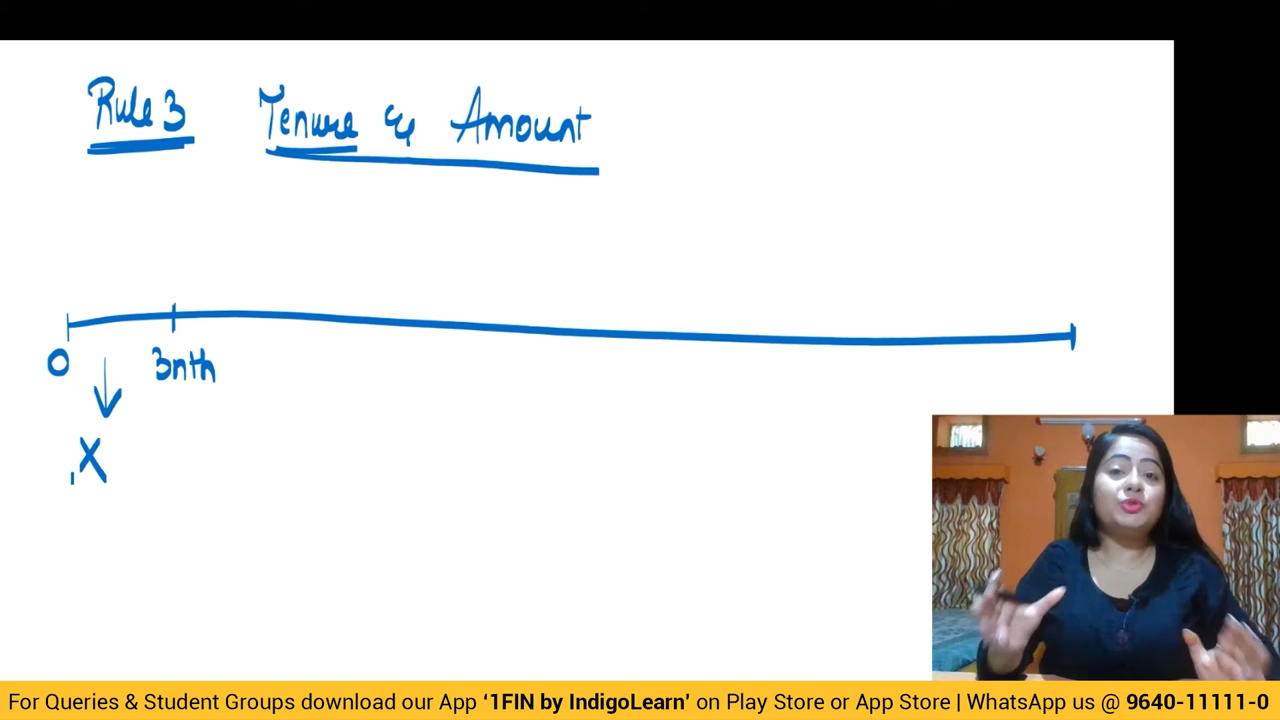 Rule 3 Tenure & Amount
0 3nth
X
For Queries & Student Groups download our App ‘1FIN by IndigoLearn’ on Play Store or App Store | WhatsApp us @ 9640-11111-0